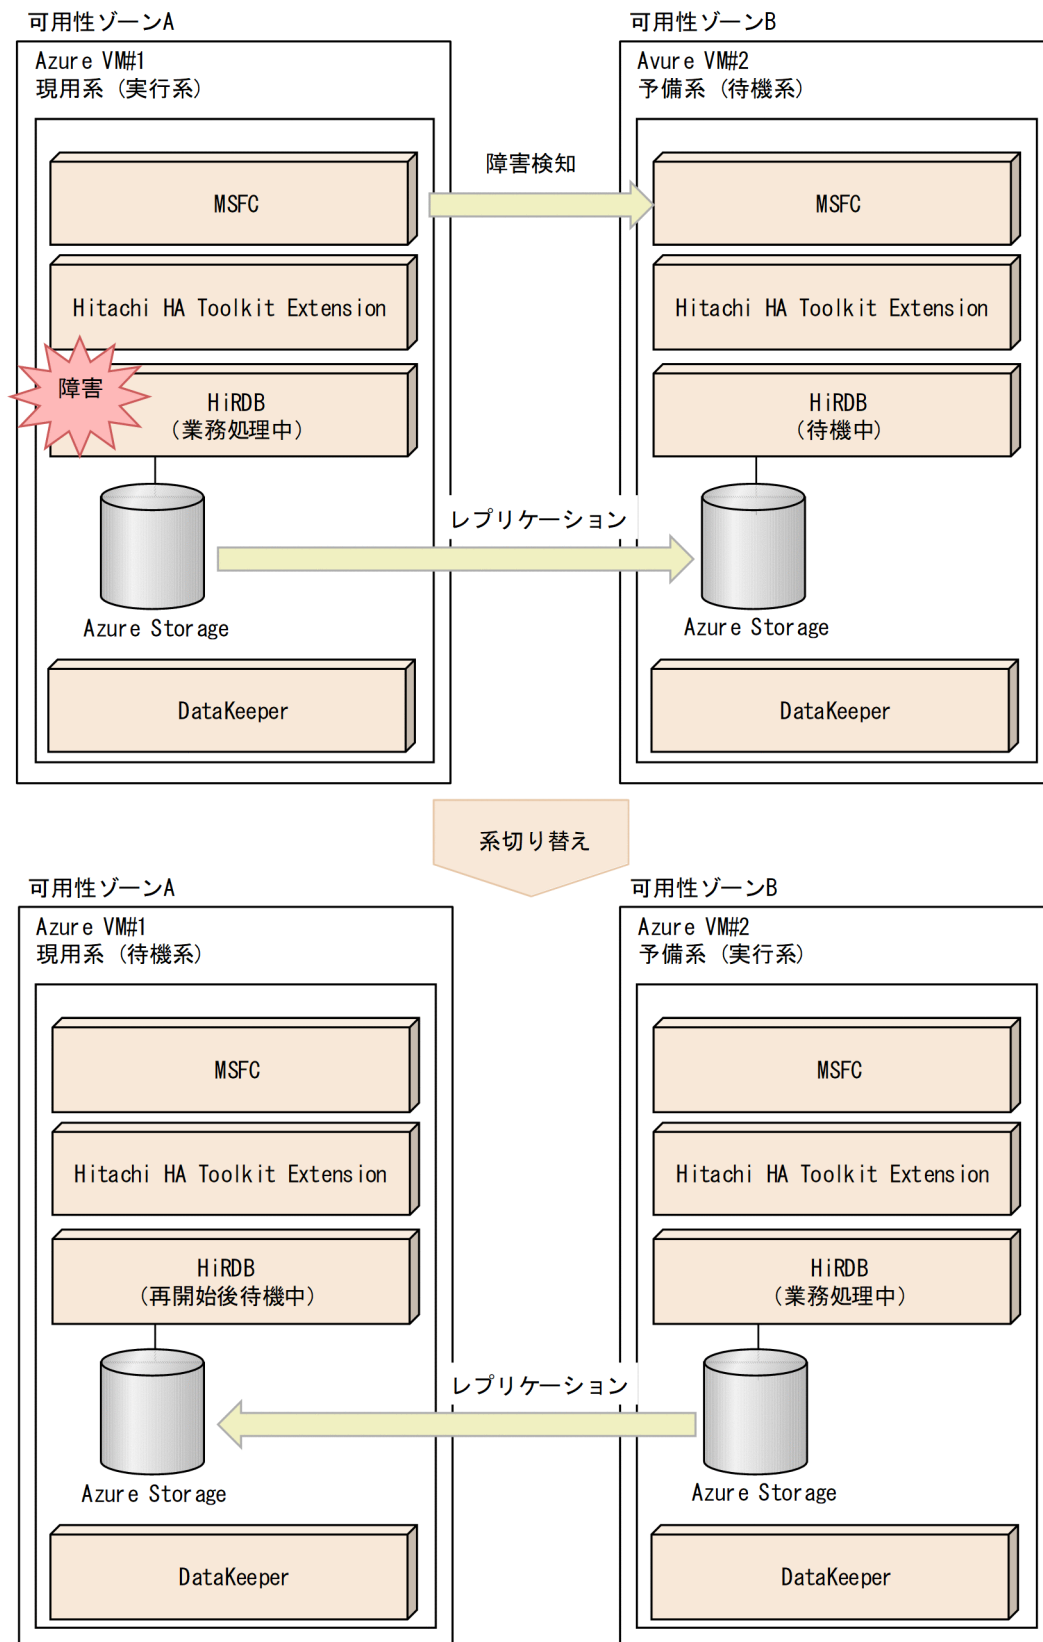 可用性ゾーンA
可用性ゾーンB
Azure VM#1
現用系（実行系）
Avure VM#2
予備系（待機系）
MSFC
障害検知
MSFC
Hitachi HA Toolkit Extension
Hitachi HA Toolkit Extension
障害
HiRDB
（業務処理中）
HiRDB
（待機中）
レプリケーション
Azure Storage
Azure Storage
DataKeeper
DataKeeper
系切り替え
可用性ゾーンA
可用性ゾーンB
Azure VM#1
現用系（待機系）
Azure VM#2
予備系（実行系）
MSFC
MSFC
Hitachi HA Toolkit Extension
Hitachi HA Toolkit Extension
HiRDB
（再開始後待機中）
HiRDB
（業務処理中）
レプリケーション
Azure Storage
Azure Storage
DataKeeper
DataKeeper